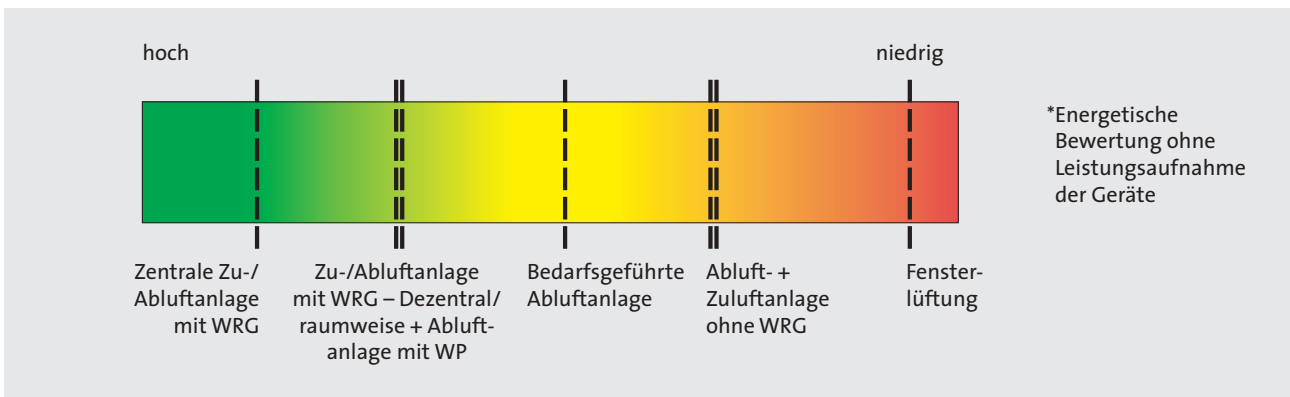 hoch
niedrig
*Energetische
Bewertung ohne
Leistungsaufnahme
der Geräte
Zentrale Zu-/
Abluftanlage
mit WRG
Zu-/Abluftanlage
mit WRG – Dezentral/
raumweise + Abluft-
anlage mit WP
Bedarfsgeführte
Abluftanlage
Abluft- +
Zuluftanlage
ohne WRG
Fenster-
lüftung